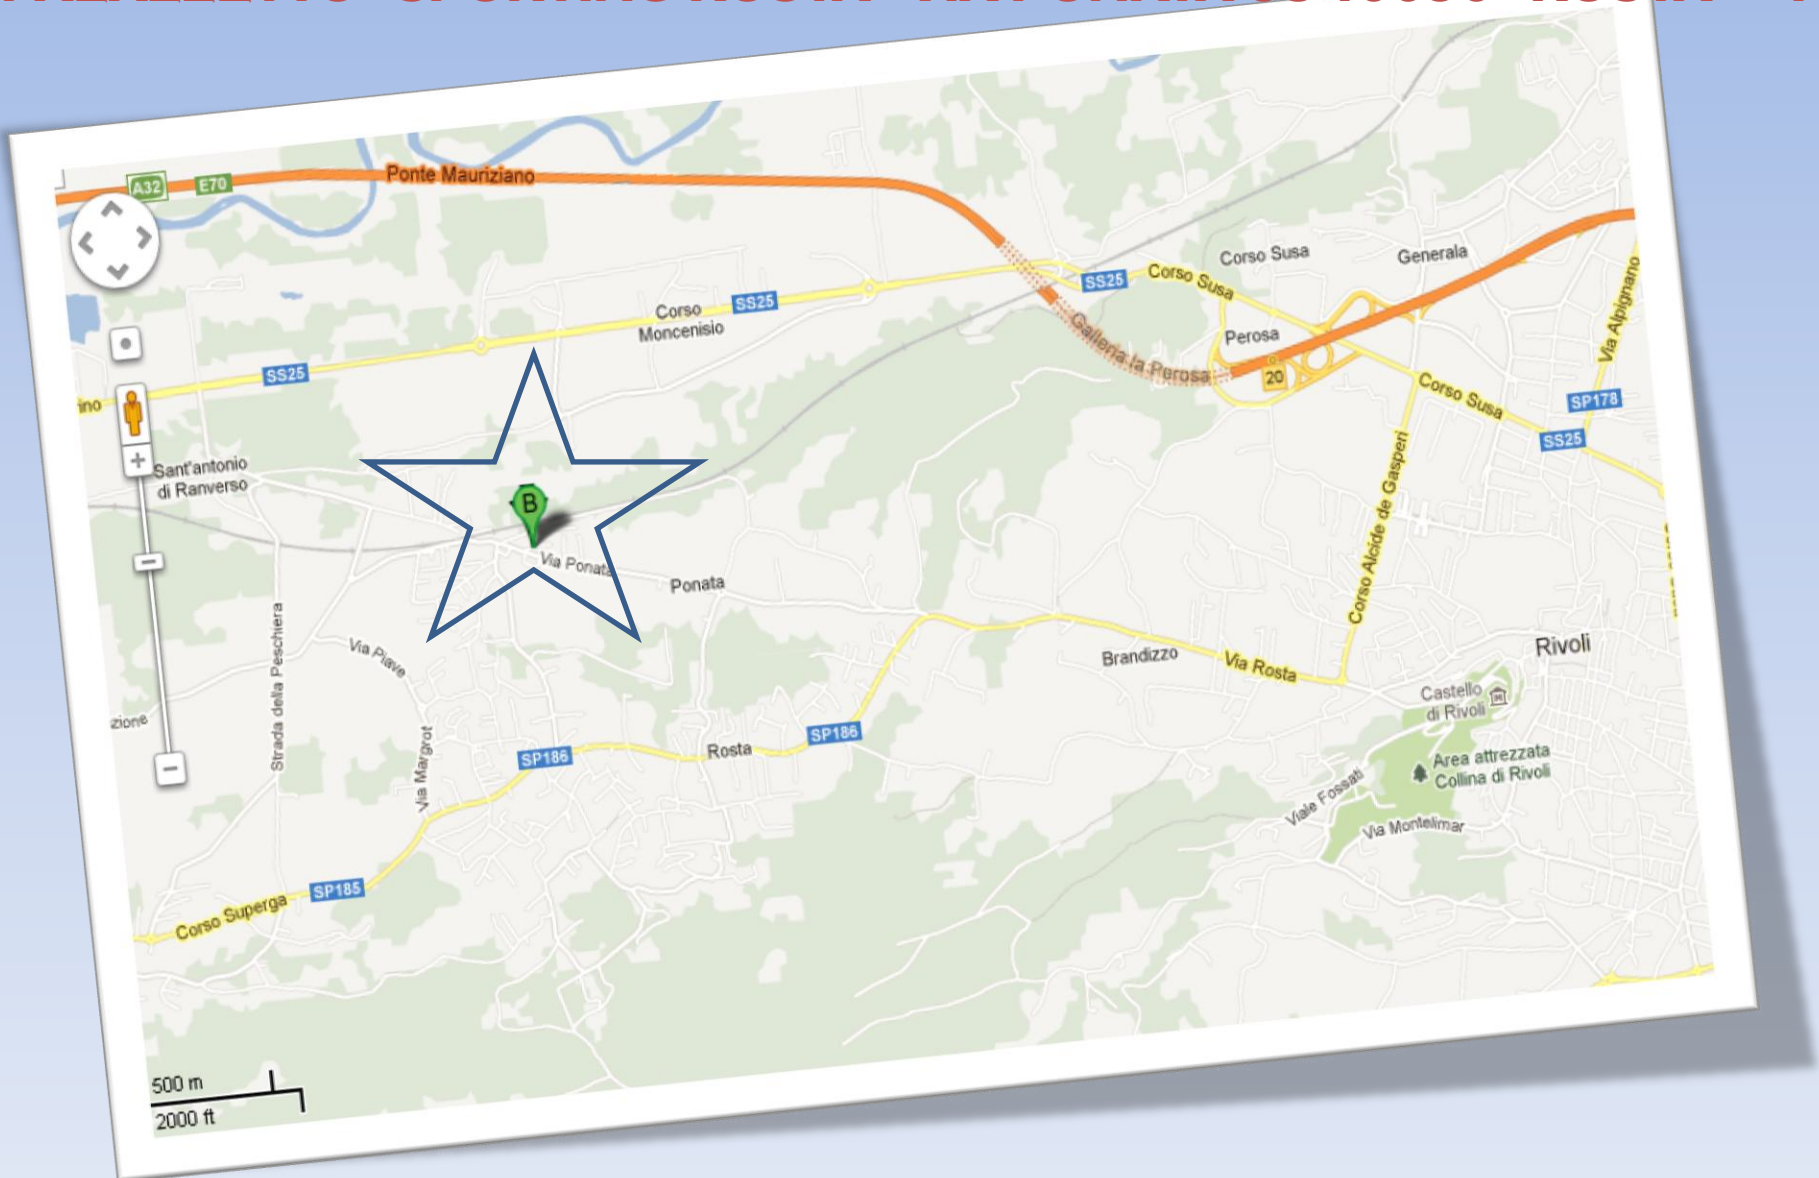 A32
E70
Ponte Mauriziano
Corso Susa
Generala
SS25
Corso Susa
Via Alpignano
Corso
Moncenisio
SS25
Galleria la Perosa
Perosa
20
SS25
ino
Corso Susa
SP178
SS25
Sant'antonio
di Ranverso
B
Via Ponata
Ponata
Corso Alcide de Gasperi
Strada della Peschiera
Via Piave
Brandizzo
Via Rosta
Rivoli
Castello
di Rivoli
zione
Via Margrot
SP186
Rosta
SP186
Area attrezzata
Collina di Rivoli
Viale Fossati
Via Montelimar
SP185
Corso Superga
500 m
2000 ft